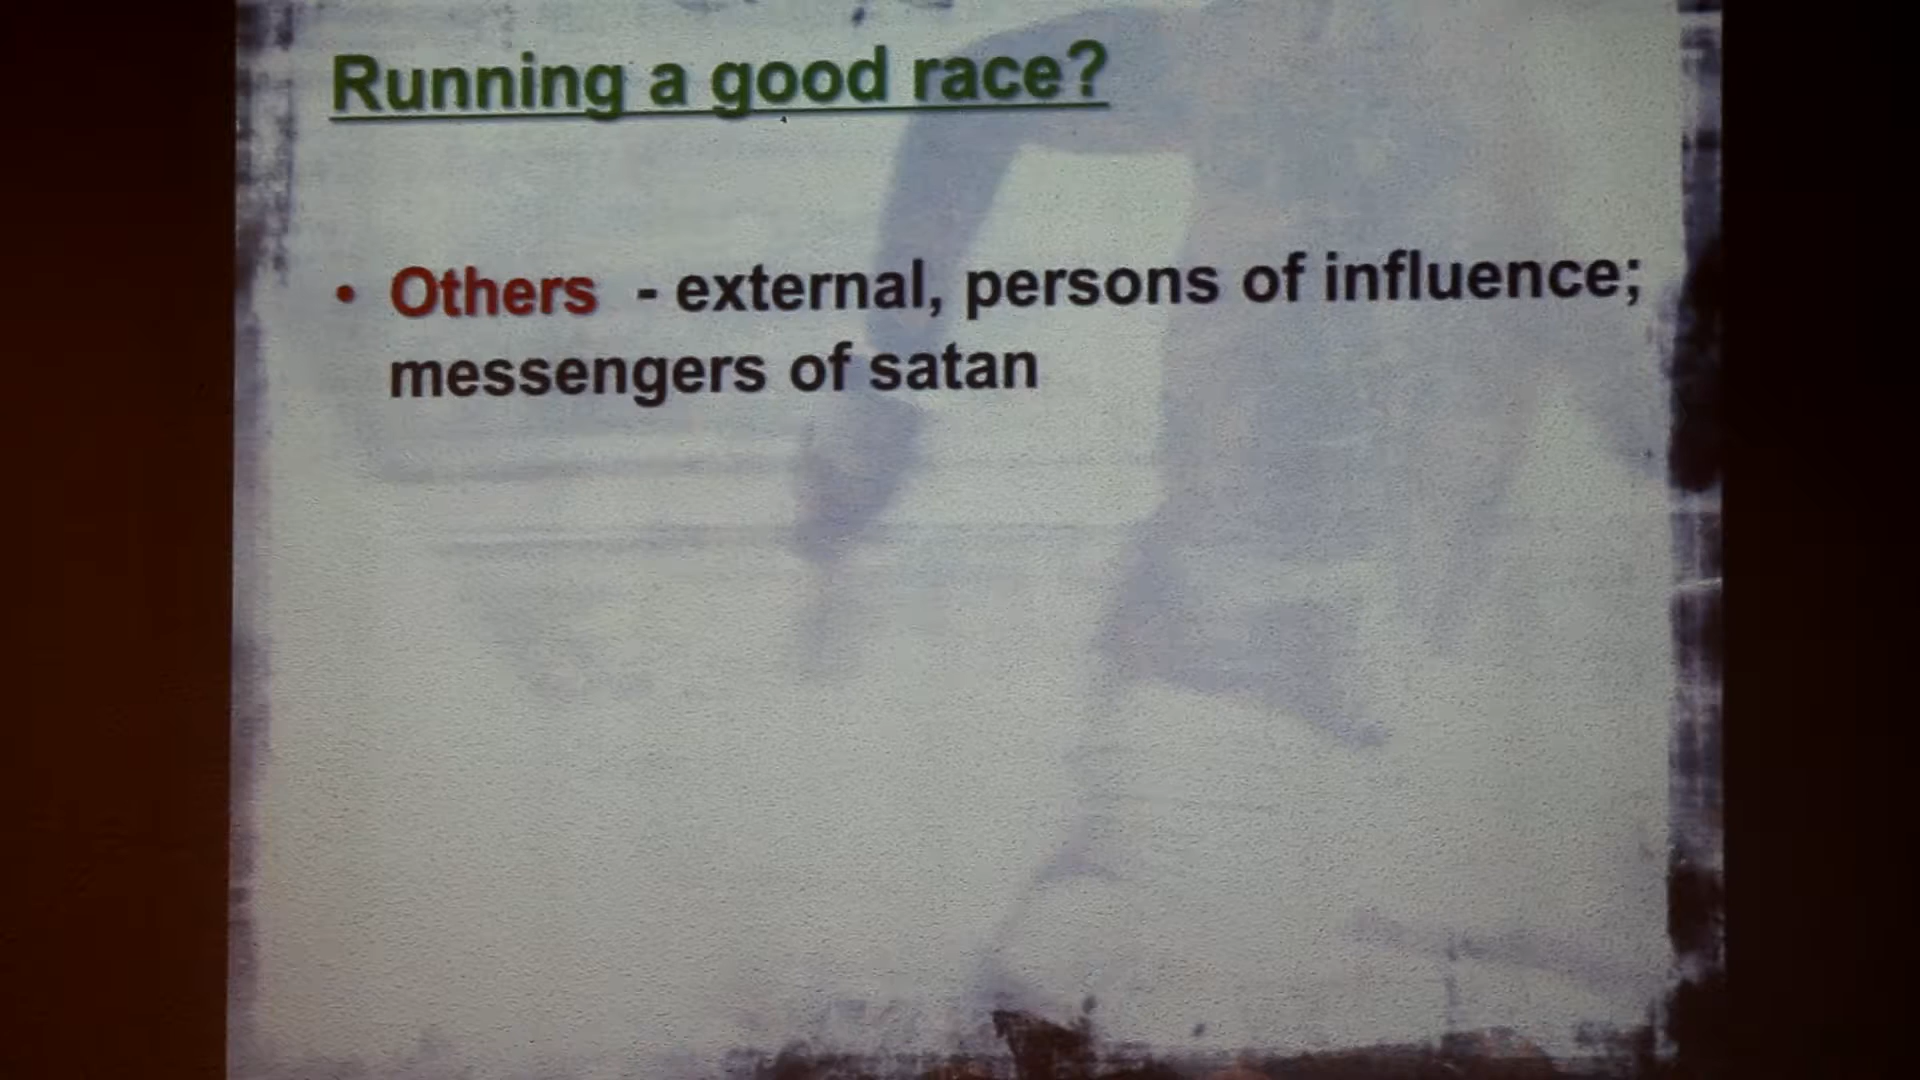 Running a good race?
• Others - external, persons of influence;
messengers of satan